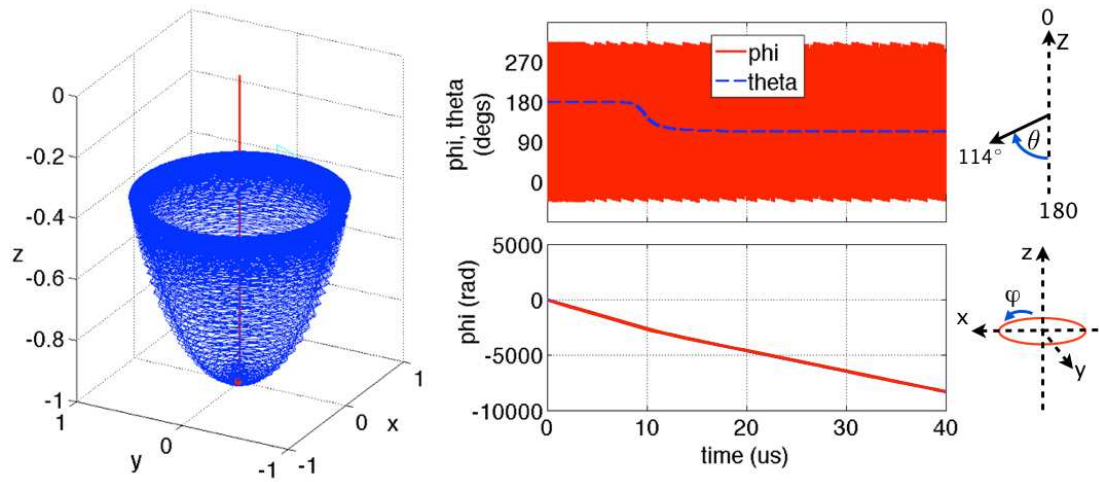 0
-0.2
-0.4
z
-0.6
-0.8
-1
1
0
y
-1
-1
0
x
1
phi, theta
(degs)
270
180
90
0
phi
theta
0
Z
θ
114°
180
phi (rad)
5000
0
-5000
-10000
0
10
20
30
40
time (us)
z
φ
x
y